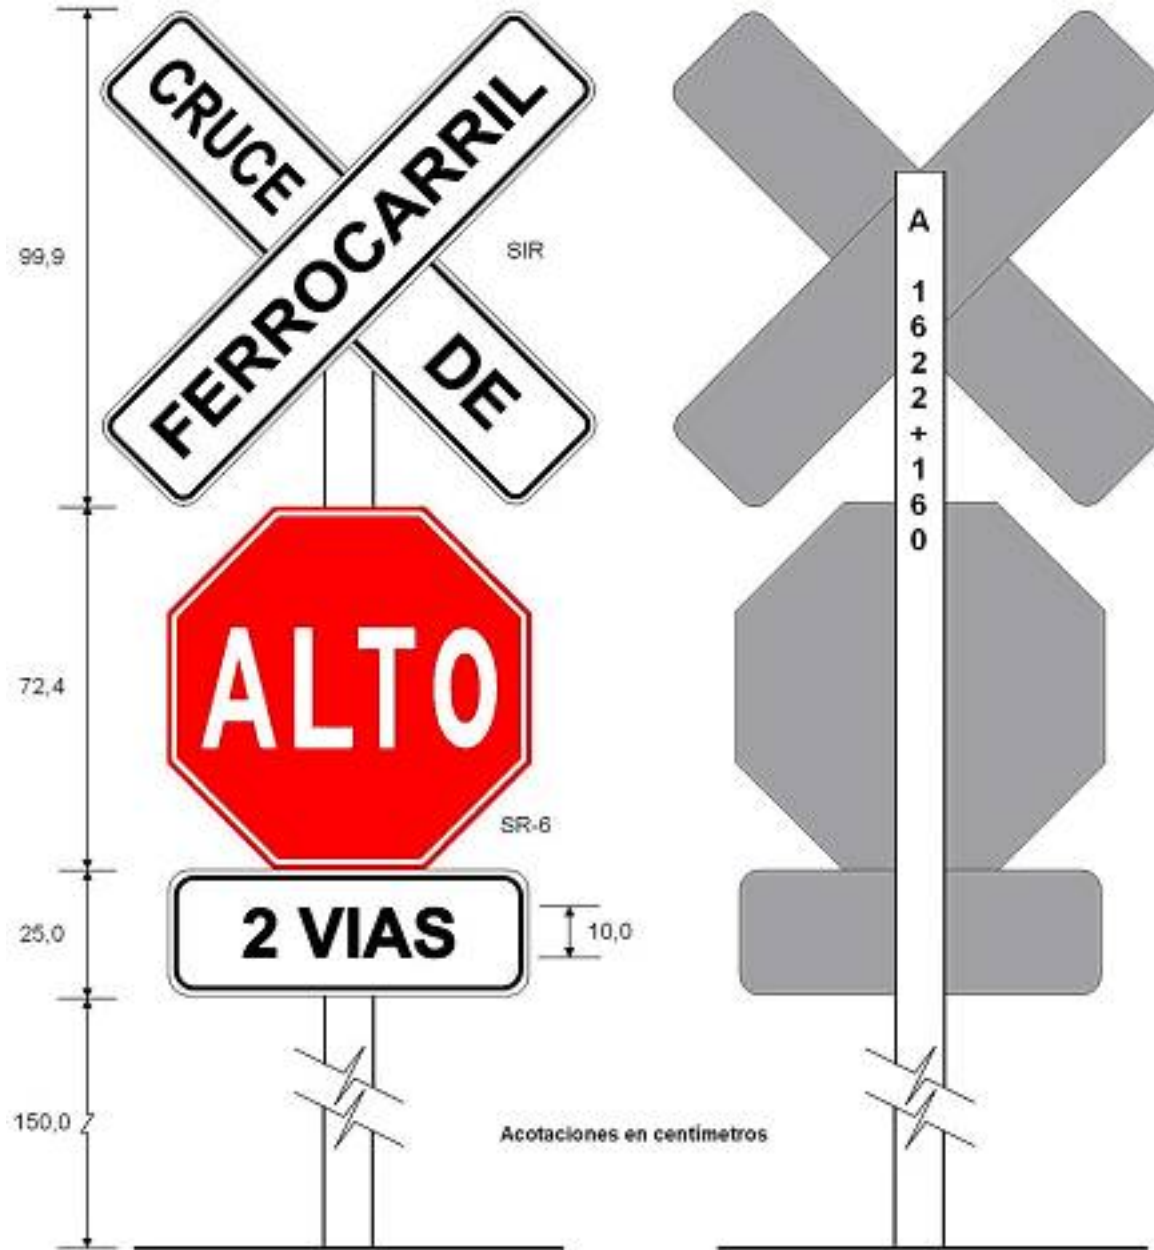 CRUCE
DE
FERROCARRIL
SIR
99,9
ALTO
72,4
SR-6
2 VIAS
25,0
10,0
150,0
Acotaciones en centímetros
A
1
6
2
2
+
1
6
0